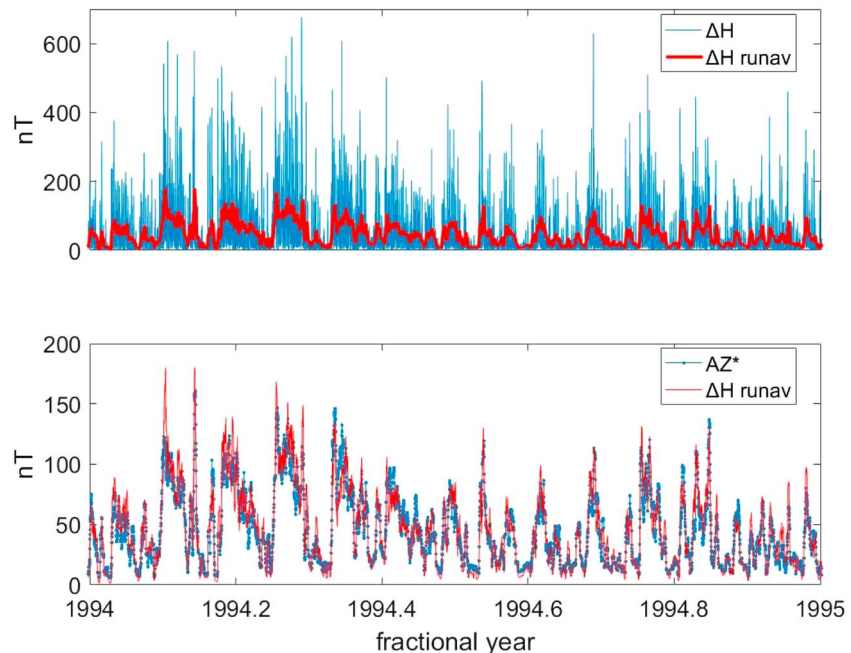 600
400
200
0
nT
ΔH
ΔH runav
200
150
100
50
0
nT
AZ*
ΔH runav
1994
1994.2
1994.4
1994.6
1994.8
1995
fractional year